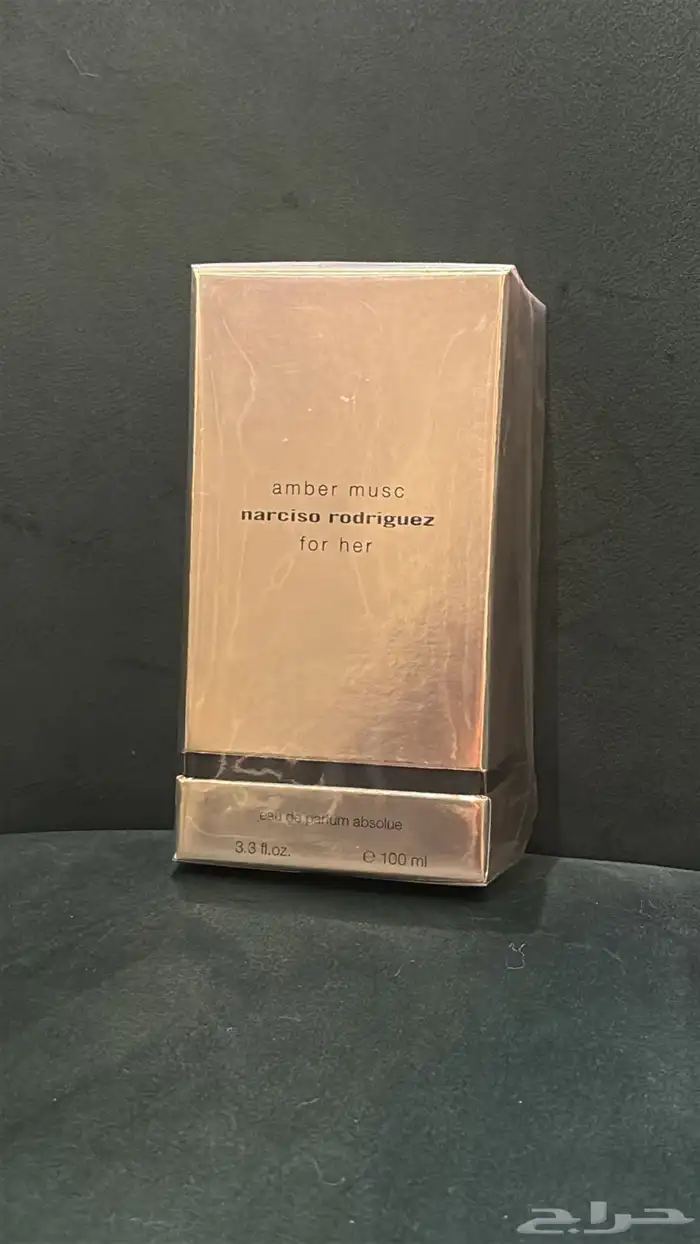 amber musc
narciso rodriguez
for her
eau de parfum absolue
3.3 fl.oz. ℮ 100 ml
حراج